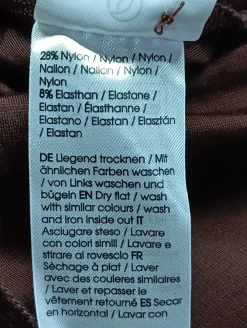 28% Nylon / Nylon / Nylon /
Nailon / Nailon / Nylon /
Nylon
8% Elasthan / Elastane /
Elastan / Élasthanne /
Elastano / Elastan / Elasztán
/ Elastan
DE Liegend trocknen / Mit
ähnlichen Farben waschen
/ von Links waschen und
bügeln EN Dry flat / wash
with similar colours / wash
and iron inside out IT
Asciugare steso / Lavare
con colori simili / Lavare e
stirare al rovescio FR
Sèchage à plat / Laver
avec des couleures similaires
/ Laver et repasser le
vêtement retourné ES Secar
en horizontal / Lavar con